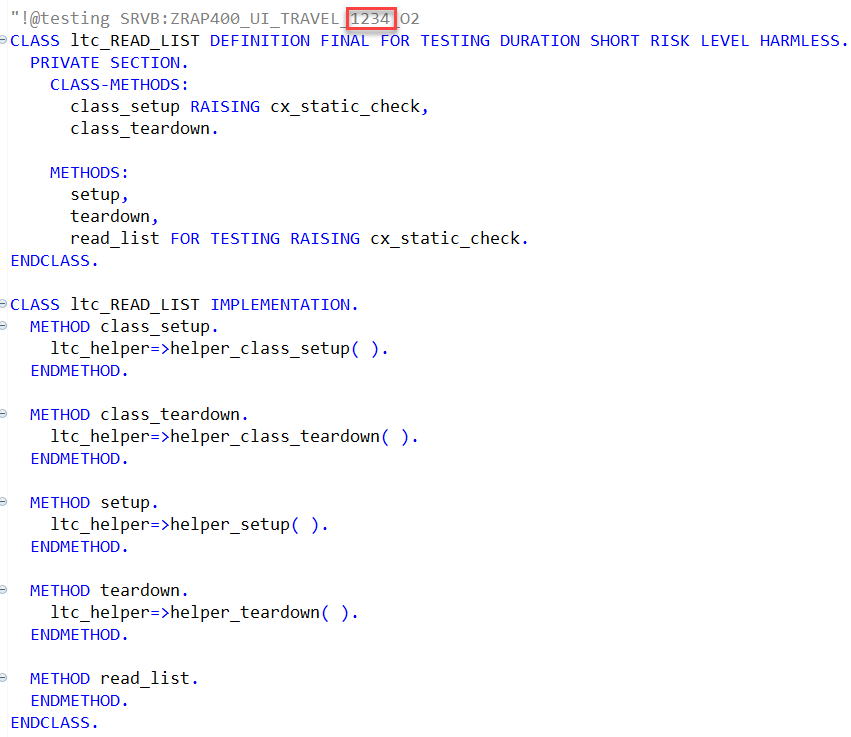 "!@testing SRVB:ZRAP400_UI_TRAVEL_1234_O2
CLASS ltc_READ_LIST DEFINITION FINAL FOR TESTING DURATION SHORT RISK LEVEL HARMLESS.
  PRIVATE SECTION.
    CLASS-METHODS:
      class_setup RAISING cx_static_check,
      class_teardown.

    METHODS:
      setup,
      teardown,
      read_list FOR TESTING RAISING cx_static_check.
ENDCLASS.

CLASS ltc_READ_LIST IMPLEMENTATION.
  METHOD class_setup.
    ltc_helper=>helper_class_setup( ).
  ENDMETHOD.

  METHOD class_teardown.
    ltc_helper=>helper_class_teardown( ).
  ENDMETHOD.

  METHOD setup.
    ltc_helper=>helper_setup( ).
  ENDMETHOD.

  METHOD teardown.
    ltc_helper=>helper_teardown( ).
  ENDMETHOD.

  METHOD read_list.
  ENDMETHOD.
ENDCLASS.